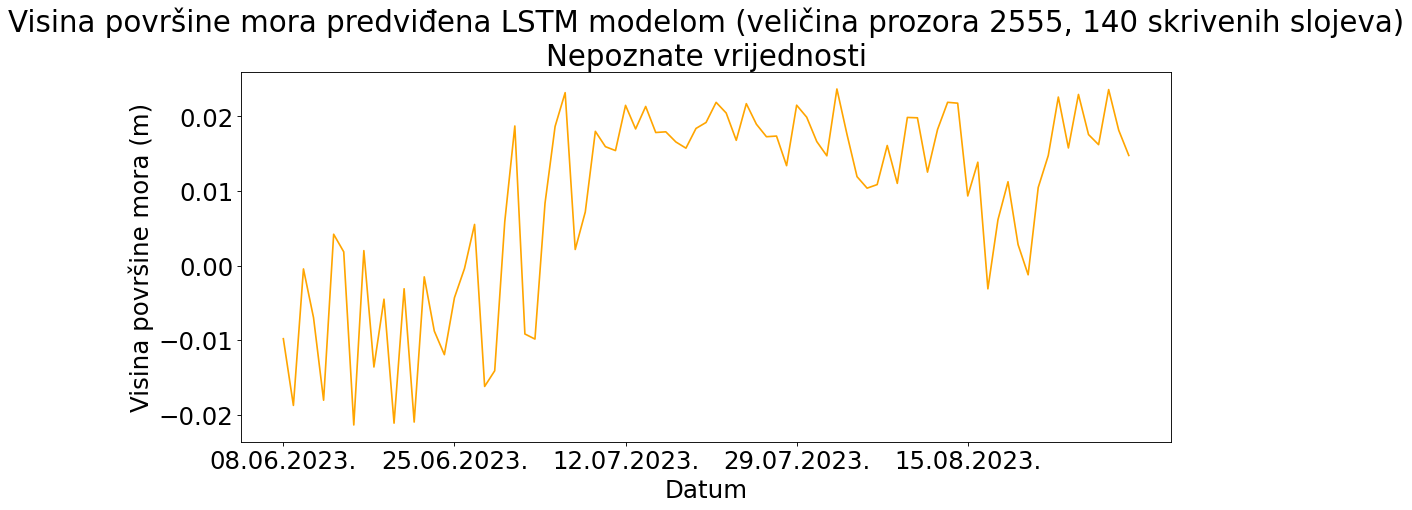 Visina površine mora predviđena LSTM modelom (veličina prozora 2555, 140 skrivenih slojeva)
Nepoznate vrijednosti
Visina površine mora (m)
0.02
0.01
0.00
−0.01
−0.02
08.06.2023. 25.06.2023. 12.07.2023. 29.07.2023. 15.08.2023.
Datum